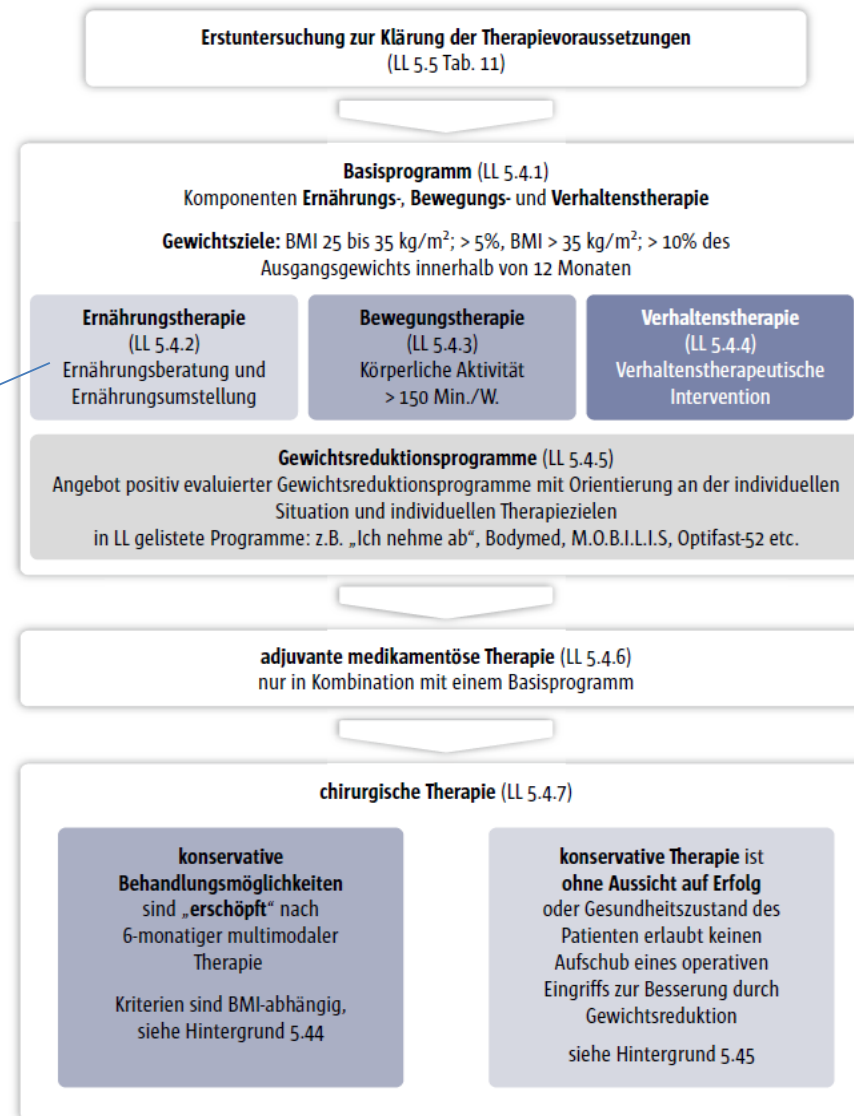 Erstuntersuchung zur Klärung der Therapievoraussetzungen
(LL 5.5 Tab. 11)
Basisprogramm (LL 5.4.1)
Komponenten Ernährungs-, Bewegungs- und Verhaltenstherapie
Gewichtsziele: BMI 25 bis 35 kg/m²; > 5%, BMI > 35 kg/m²; > 10% des
Ausgangsgewichts innerhalb von 12 Monaten
Ernährungstherapie
(LL 5.4.2)
Ernährungsberatung und
Ernährungsumstellung
Bewegungstherapie
(LL 5.4.3)
Körperliche Aktivität
> 150 Min./W.
Verhaltenstherapie
(LL 5.4.4)
Verhaltenstherapeutische
Intervention
Gewichtsreduktionsprogramme (LL 5.4.5)
Angebot positiv evaluierter Gewichtsreduktionsprogramme mit Orientierung an der individuellen
Situation und individuellen Therapiezielen
in LL gelistete Programme: z.B. „Ich nehme ab“, Bodymed, M.O.B.I.L.I.S, Optifast-52 etc.
adjuvante medikamentöse Therapie (LL 5.4.6)
nur in Kombination mit einem Basisprogramm
chirurgische Therapie (LL 5.4.7)
konservative
Behandlungsmöglichkeiten
sind „erschöpft“ nach
6-monatiger multimodaler
Therapie
Kriterien sind BMI-abhängig,
siehe Hintergrund 5.44
konservative Therapie ist
ohne Aussicht auf Erfolg
oder Gesundheitszustand des
Patienten erlaubt keinen
Aufschub eines operativen
Eingriffs zur Besserung durch
Gewichtsreduktion
siehe Hintergrund 5.45